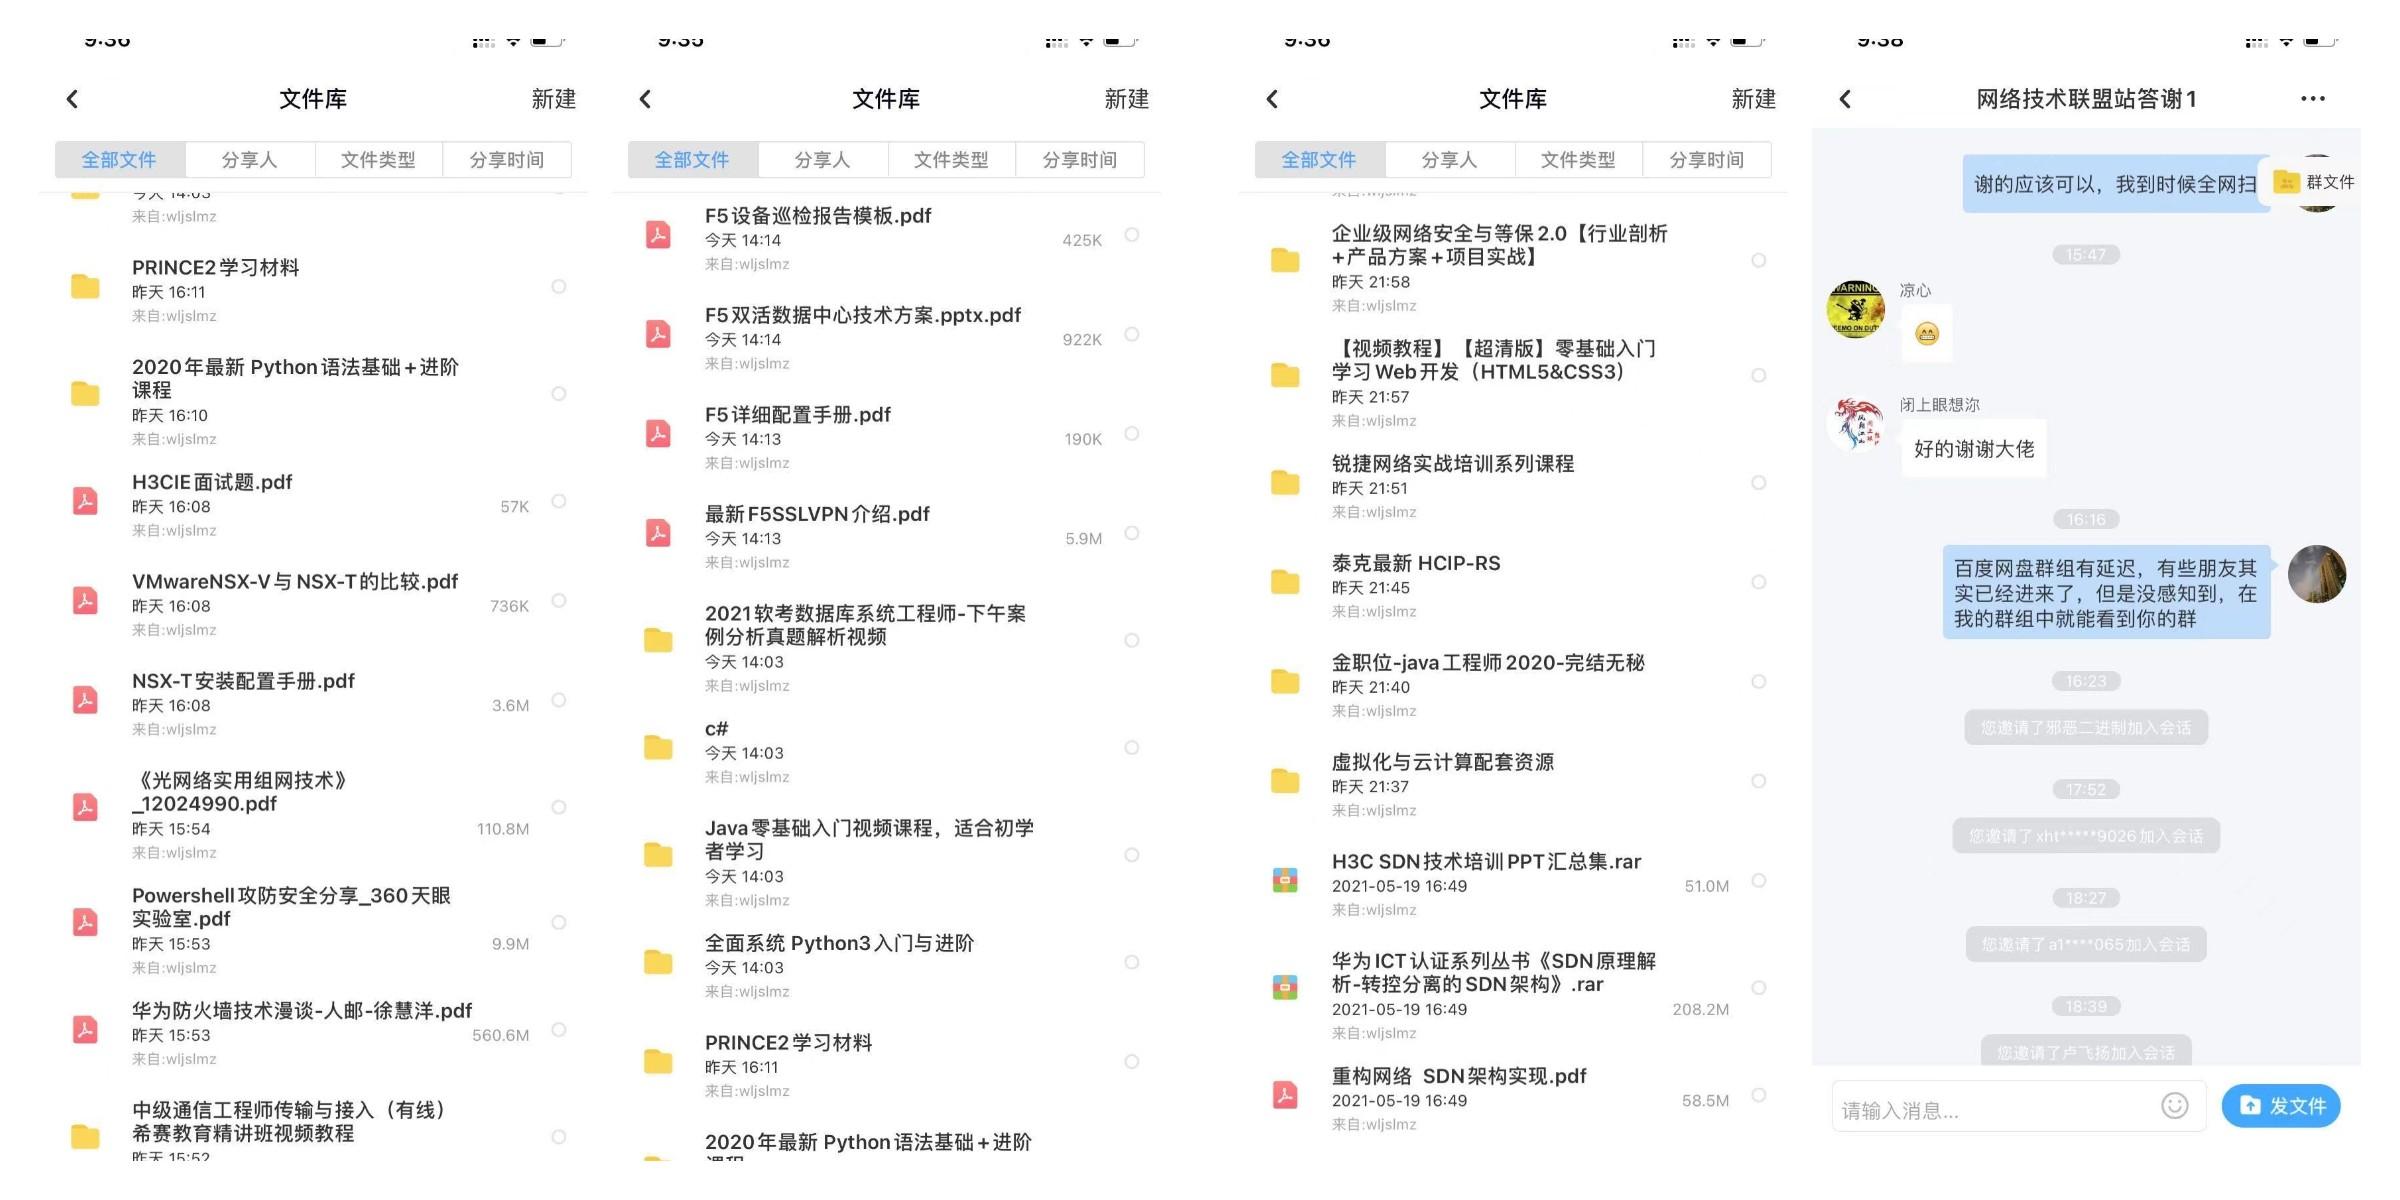 9:36
文件库
新建
全部文件
分享人
文件类型
分享时间
今天 14:03
来自:wljslmz
PRINCE2学习材料
昨天 16:11
来自:wljslmz
2020年最新 Python语法基础+进阶
课程
昨天 16:10
来自:wljslmz
H3CIE面试题.pdf
昨天 16:08
57K
来自:wljslmz
VMwareNSX-V与NSX-T的比较.pdf
昨天 16:08
736K
来自:wljslmz
NSX-T安装配置手册.pdf
昨天 16:08
3.6M
来自:wljslmz
《光网络实用组网技术》
_12024990.pdf
昨天 15:54
110.8M
来自:wljslmz
Powershell攻防安全分享_360天眼
实验室.pdf
昨天 15:53
9.9M
来自:wljslmz
华为防火墙技术漫谈-人邮-徐慧洋.pdf
昨天 15:53
560.6M
来自:wljslmz
中级通信工程师传输与接入（有线）
希赛教育精讲班视频教程
昨天 15:52
9:35
文件库
新建
全部文件
分享人
文件类型
分享时间
F5设备巡检报告模板.pdf
今天 14:14
425K
来自:wljslmz
F5双活数据中心技术方案.pptx.pdf
今天 14:14
922K
来自:wljslmz
F5详细配置手册.pdf
今天 14:13
190K
来自:wljslmz
最新F5SSLVPN介绍.pdf
今天 14:13
5.9M
来自:wljslmz
2021软考数据库系统工程师-下午案
例分析真题解析视频
今天 14:03
来自:wljslmz
c#
今天 14:03
来自:wljslmz
Java零基础入门视频课程，适合初学
者学习
今天 14:03
来自:wljslmz
全面系统 Python3入门与进阶
今天 14:03
来自:wljslmz
PRINCE2学习材料
昨天 16:11
来自:wljslmz
2020年最新 Python语法基础+进阶
课程
9:36
文件库
新建
全部文件
分享人
文件类型
分享时间
来自:wljslmz
企业级网络安全与等保2.0【行业剖析
+产品方案+项目实战】
昨天 21:58
来自:wljslmz
【视频教程】【超清版】零基础入门
学习Web开发（HTML5&CSS3）
昨天 21:57
来自:wljslmz
锐捷网络实战培训系列课程
昨天 21:51
来自:wljslmz
泰克最新 HCIP-RS
昨天 21:45
来自:wljslmz
金职位-java工程师2020-完结无秘
昨天 21:40
来自:wljslmz
虚拟化与云计算配套资源
昨天 21:37
来自:wljslmz
H3C SDN技术培训PPT汇总集.rar
2021-05-19 16:49
51.0M
来自:wljslmz
华为ICT认证系列丛书《SDN原理解
析-转控分离的SDN架构》.rar
2021-05-19 16:49
208.2M
来自:wljslmz
重构网络 SDN架构实现.pdf
2021-05-19 16:49
58.5M
来自:wljslmz
9:38
网络技术联盟站答谢1
谢的应该可以，我到时候全网扫
群文件
15:47
凉心
闭上眼想沵
好的谢谢大佬
16:16
百度网盘群组有延迟，有些朋友其
实已经进来了，但是没感知到，在
我的群组中就能看到你的群
16:23
您邀请了邪恶二进制加入会话
17:52
您邀请了xht*****9026加入会话
18:27
您邀请了a1****065加入会话
18:39
您邀请了卢飞扬加入会话
请输入消息...
发文件